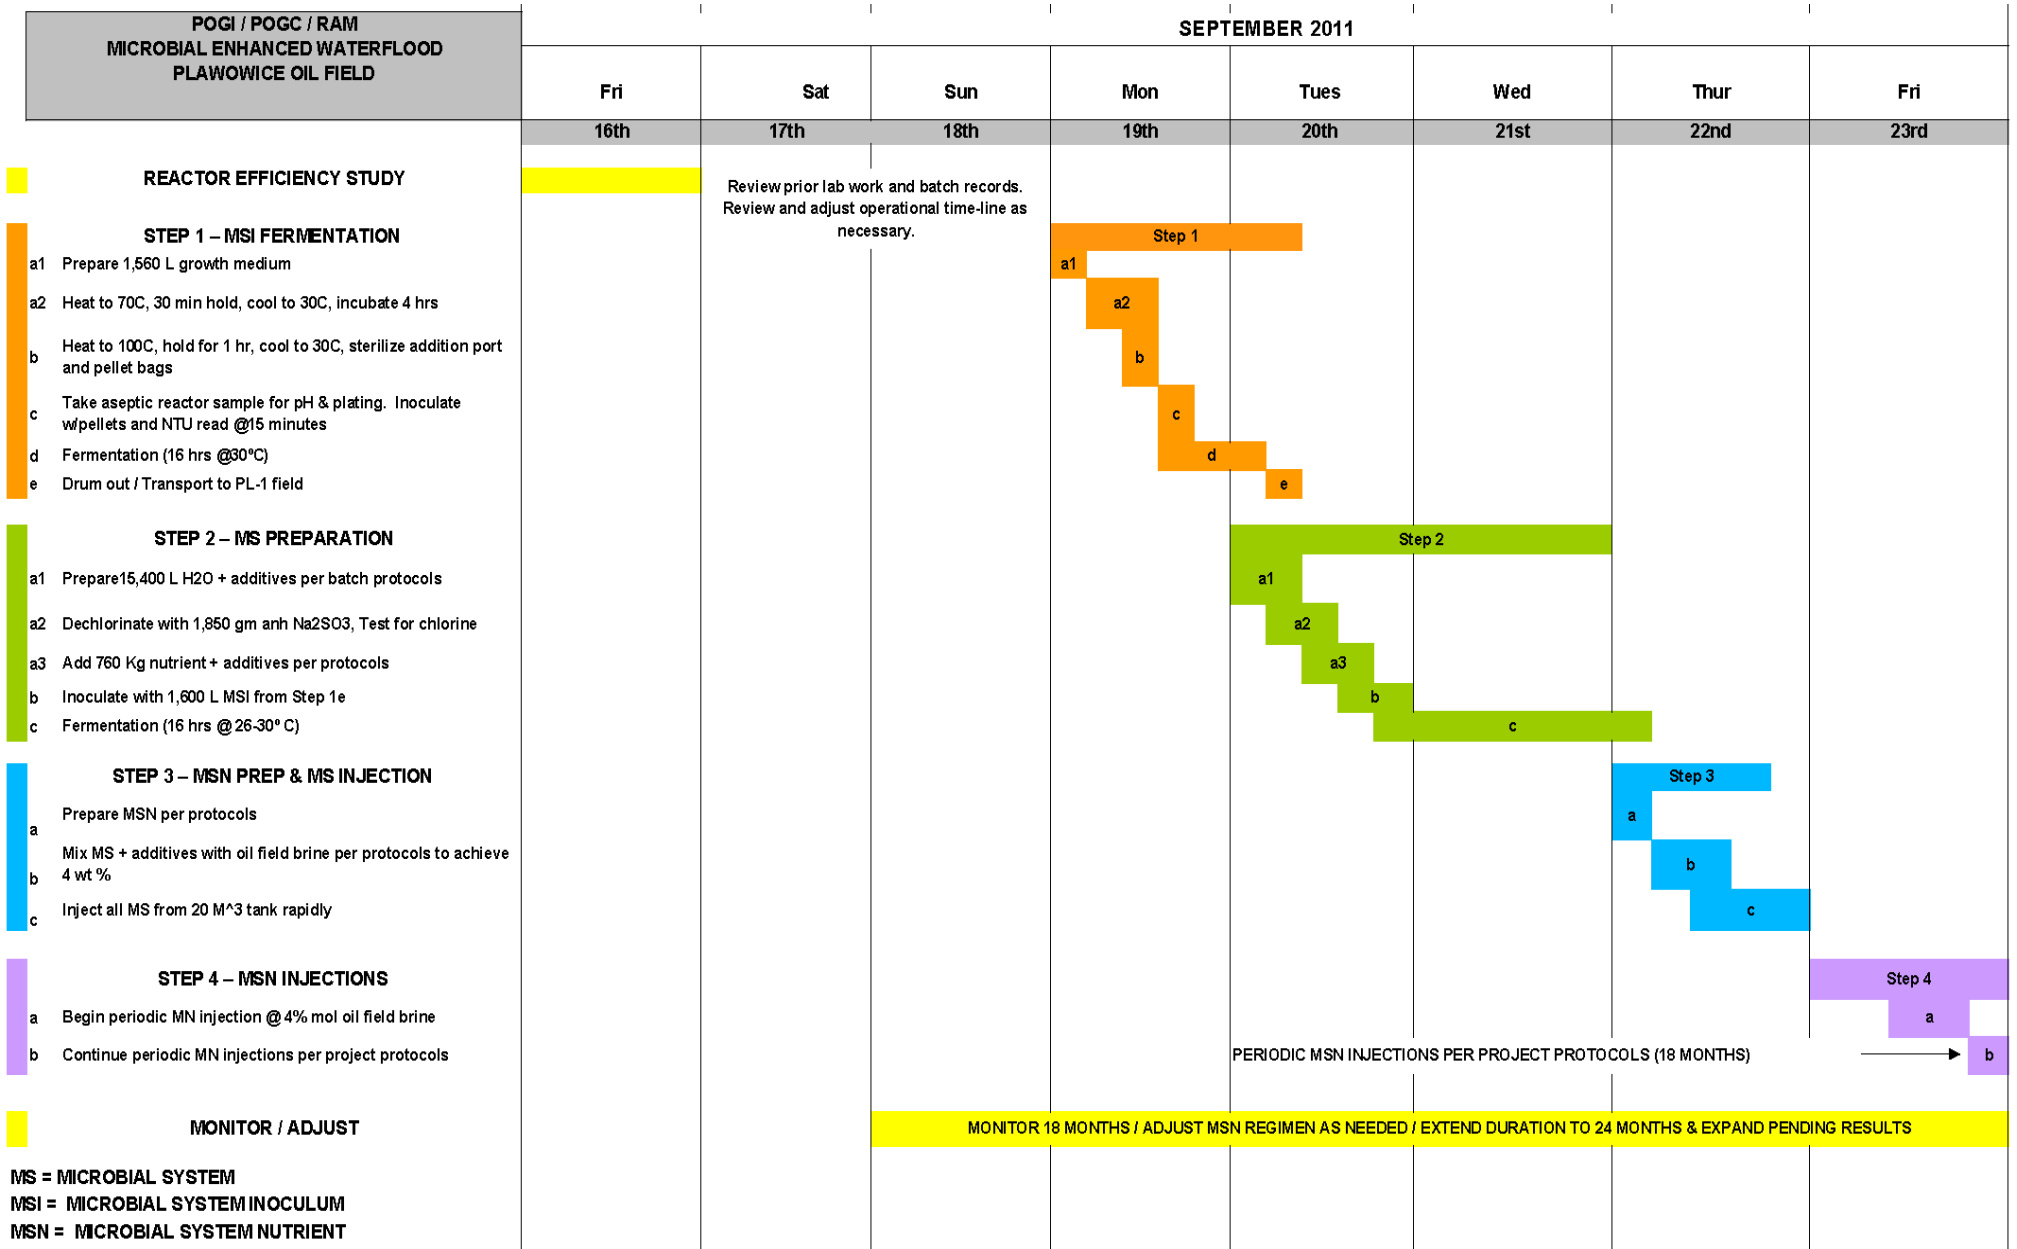 POGI / POGC / RAM
MICROBIAL ENHANCED WATERFLOOD
PLAWOWICE OIL FIELD
SEPTEMBER 2011
Fri Sat Sun Mon Tues Wed Thur Fri
16th 17th 18th 19th 20th 21st 22nd 23rd
REACTOR EFFICIENCY STUDY
Review prior lab work and batch records.
Review and adjust operational time-line as
necessary.
STEP 1 – MSI FERMENTATION
Step 1
a1 Prepare 1,560 L growth medium
a1
a2 Heat to 70C, 30 min hold, cool to 30C, incubate 4 hrs
a2
b Heat to 100C, hold for 1 hr, cool to 30C, sterilize addition port
and pellet bags
b
c Take aseptic reactor sample for pH & plating. Inoculate
w/pellets and NTU read @15 minutes
c
d Fermentation (16 hrs @30ºC)
d
e Drum out / Transport to PL-1 field
e
STEP 2 – MS PREPARATION
Step 2
a1 Prepare15,400 L H2O + additives per batch protocols
a1
a2 Dechlorinate with 1,850 gm anh Na2SO3, Test for chlorine
a2
a3 Add 760 Kg nutrient + additives per protocols
a3
b Inoculate with 1,600 L MSI from Step 1e
b
c Fermentation (16 hrs @ 26-30º C)
c
STEP 3 – MSN PREP & MS INJECTION
Step 3
a Prepare MSN per protocols
a
b Mix MS + additives with oil field brine per protocols to achieve
4 wt %
b
c Inject all MS from 20 M^3 tank rapidly
c
STEP 4 – MSN INJECTIONS
Step 4
a Begin periodic MN injection @ 4% mol oil field brine
a
b Continue periodic MN injections per project protocols
PERIODIC MSN INJECTIONS PER PROJECT PROTOCOLS (18 MONTHS)
b
MONITOR / ADJUST
MONITOR 18 MONTHS / ADJUST MSN REGIMEN AS NEEDED / EXTEND DURATION TO 24 MONTHS & EXPAND PENDING RESULTS
MS = MICROBIAL SYSTEM
MSI = MICROBIAL SYSTEM INOCULUM
MSN = MICROBIAL SYSTEM NUTRIENT